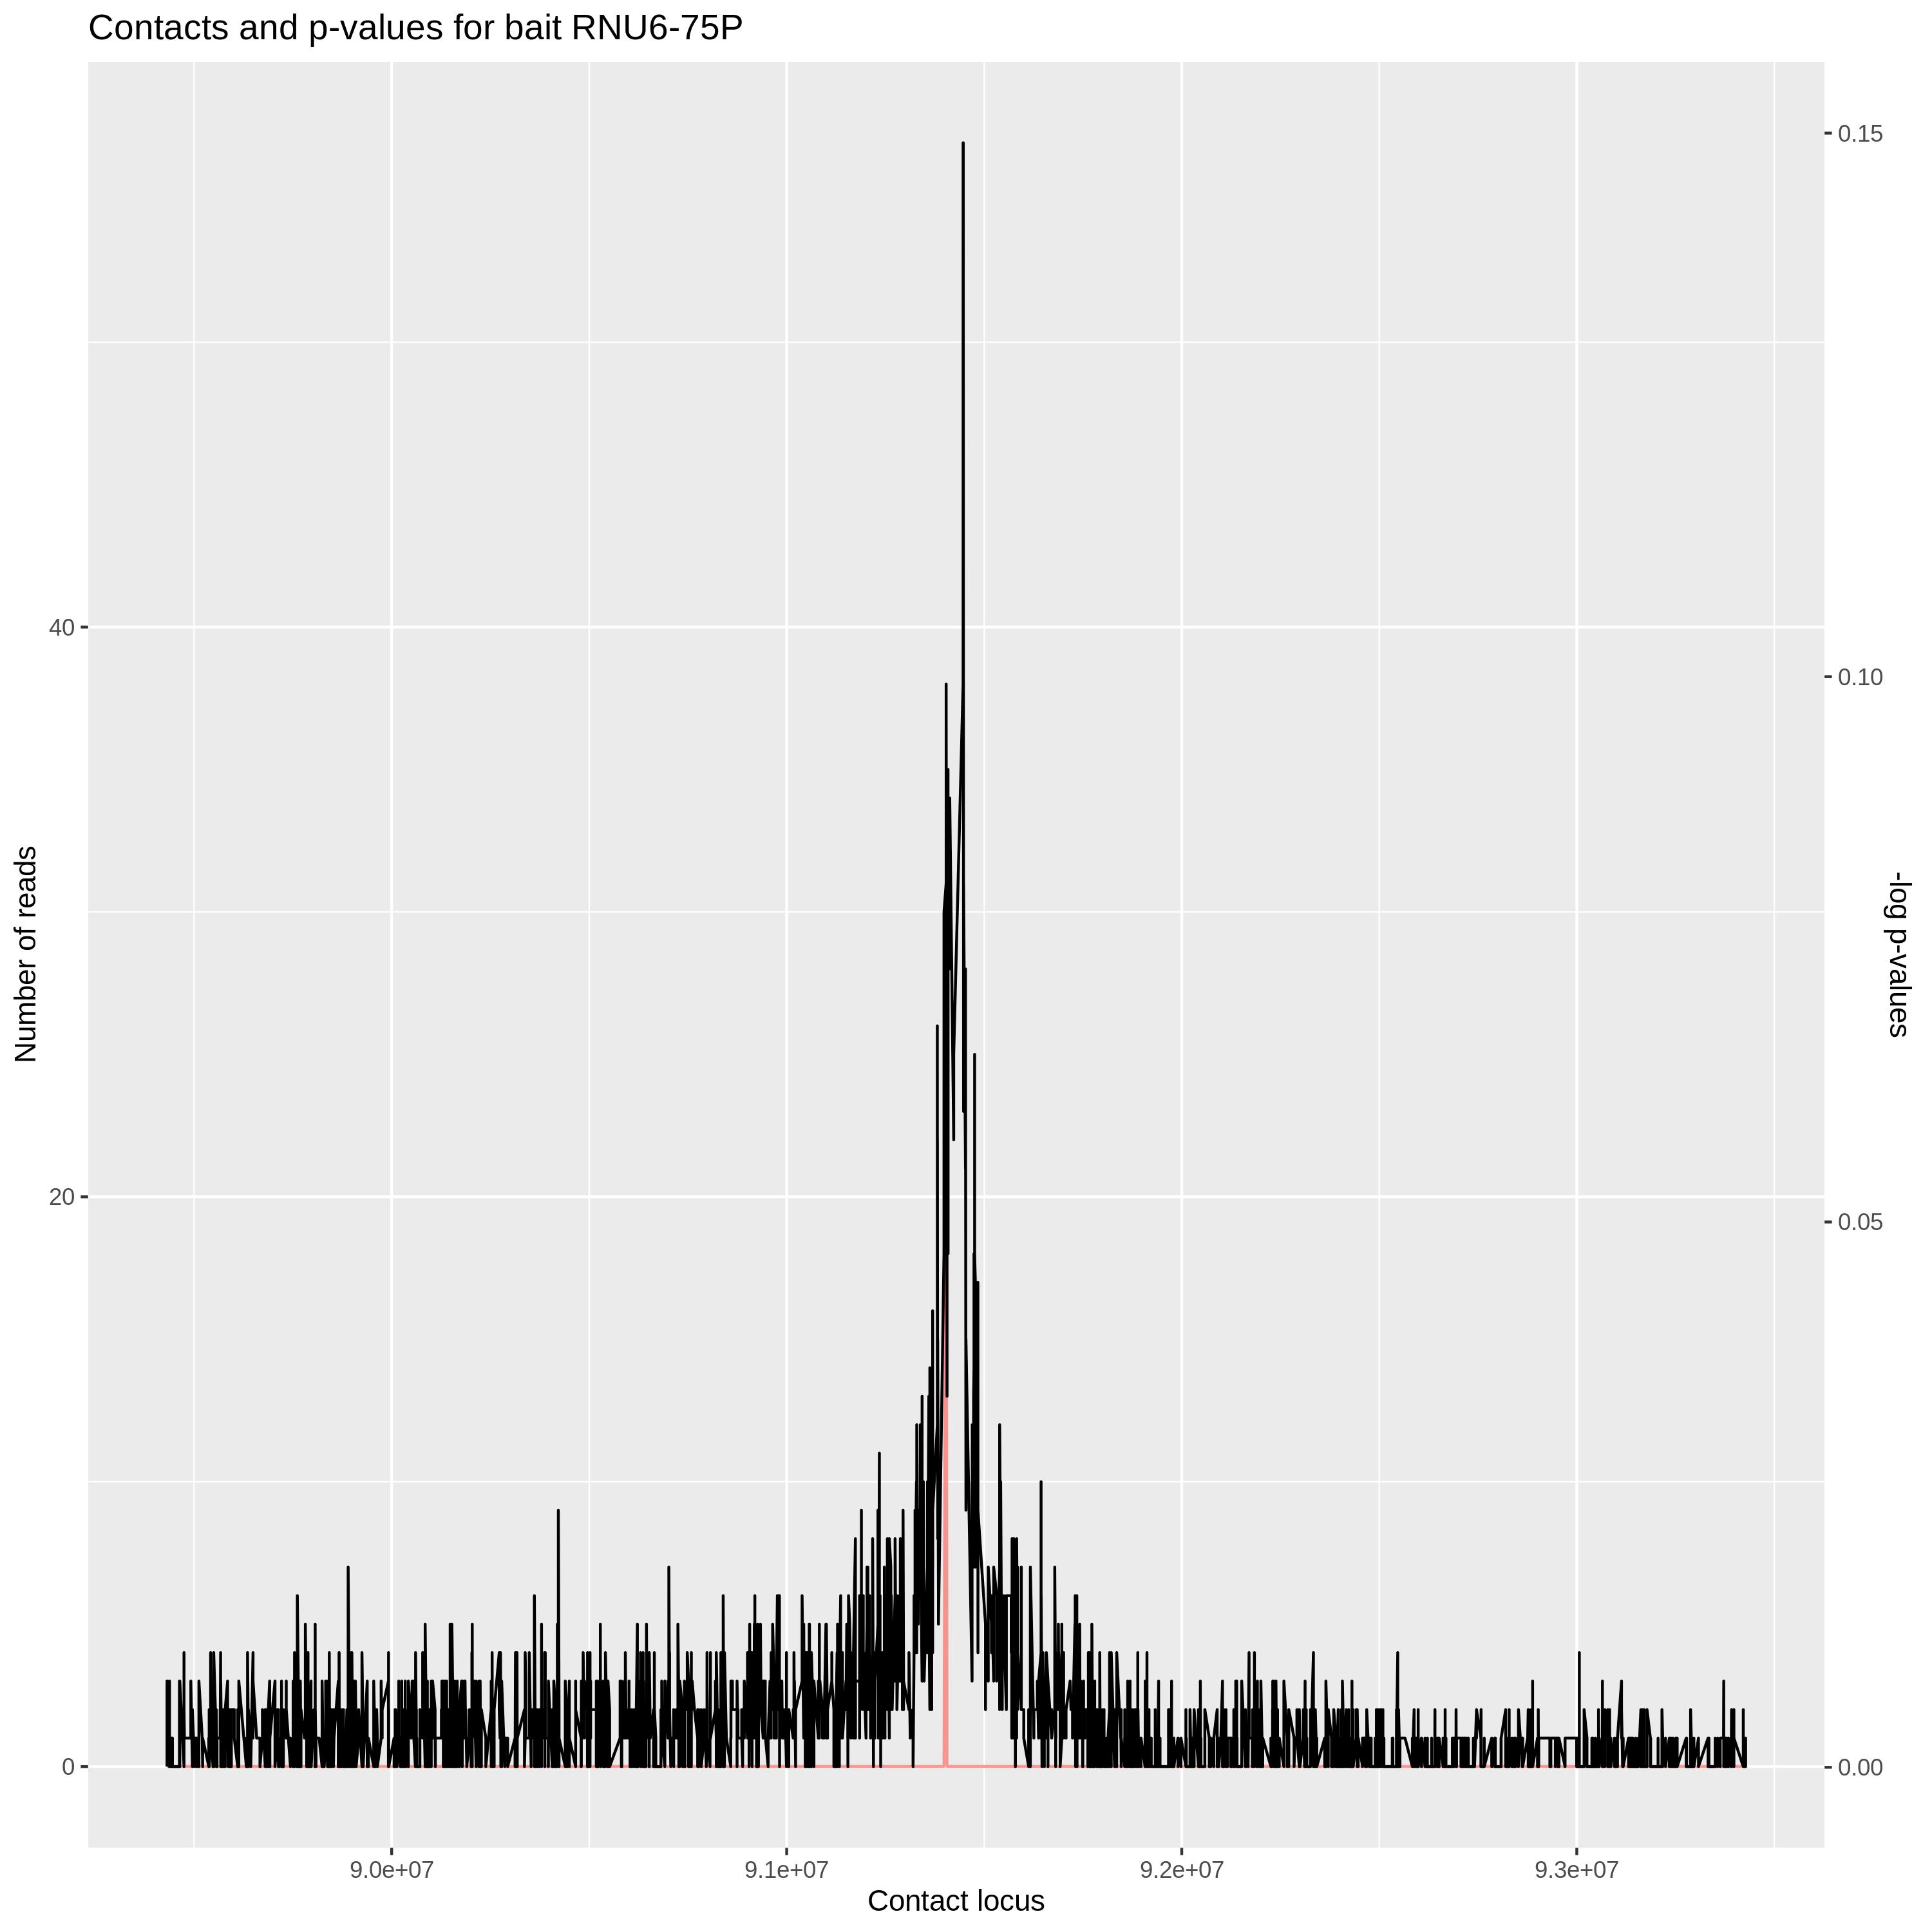 Contacts and p-values for bait RNU6-75P
Number of reads
40
20
0
0.15
0.10
0.05
0.00
-log p-values
9.0e+07
9.1e+07
9.2e+07
9.3e+07
Contact locus